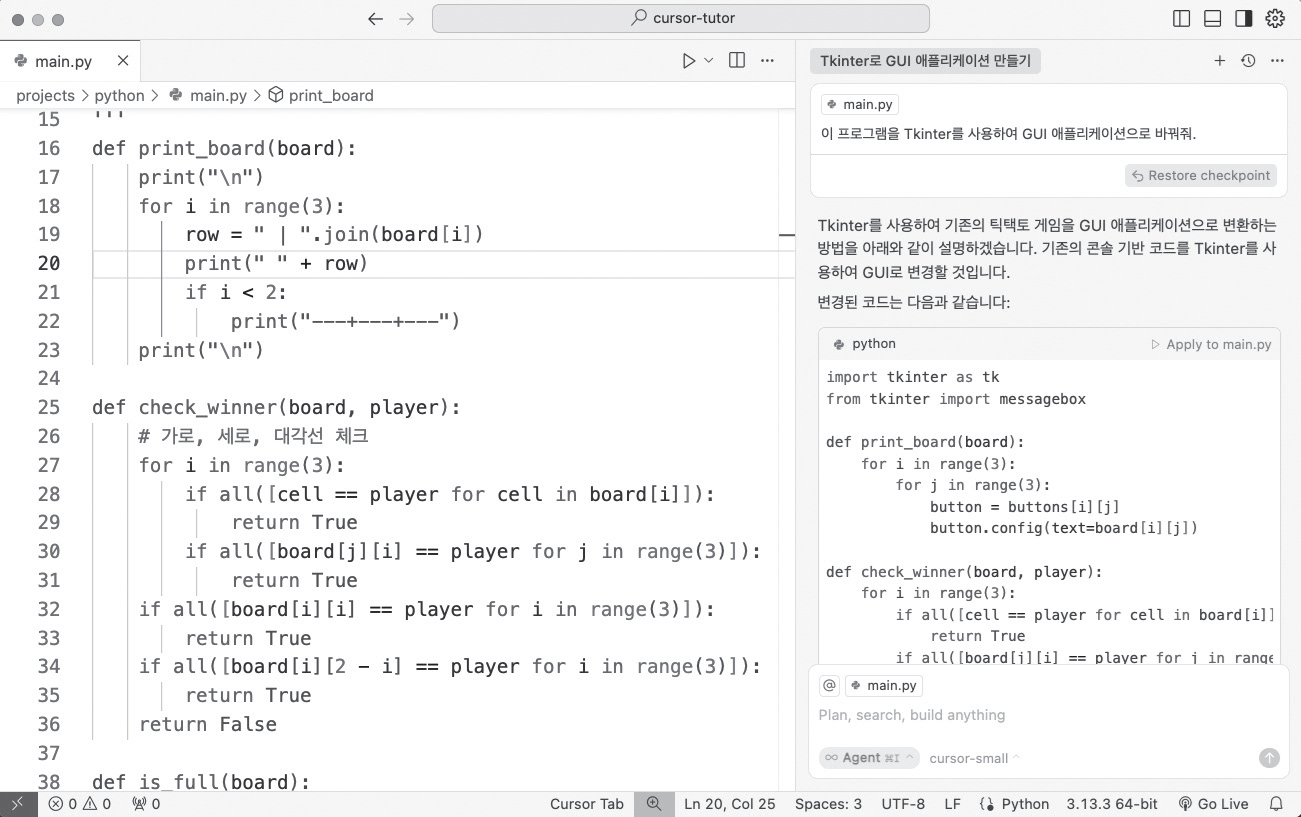 cursor-tutor
main.py
projects > python > main.py > print_board
15 '''
16 def print_board(board):
17     print("\n")
18     for i in range(3):
19         row = " | ".join(board[i])
20         print(" " + row)
21         if i < 2:
22             print("---+---+---")
23     print("\n")
24
25 def check_winner(board, player):
26     # 가로, 세로, 대각선 체크
27     for i in range(3):
28         if all([cell == player for cell in board[i]]):
29             return True
30         if all([board[j][i] == player for j in range(3)]):
31             return True
32     if all([board[i][i] == player for i in range(3)]):
33         return True
34     if all([board[i][2 - i] == player for i in range(3)]):
35         return True
36     return False
37
38 def is_full(board):
Tkinter로 GUI 애플리케이션 만들기
main.py
이 프로그램을 Tkinter를 사용하여 GUI 애플리케이션으로 바꿔줘.
Restore checkpoint
Tkinter를 사용하여 기존의 틱택토 게임을 GUI 애플리케이션으로 변환하는
방법을 아래와 같이 설명하겠습니다. 기존의 콘솔 기반 코드를 Tkinter를 사
용하여 GUI로 변경할 것입니다.
변경된 코드는 다음과 같습니다:
python Apply to main.py
import tkinter as tk
from tkinter import messagebox
def print_board(board):
    for i in range(3):
        for j in range(3):
            button = buttons[i][j]
            button.config(text=board[i][j])
def check_winner(board, player):
    for i in range(3):
        if all([cell == player for cell in board[i]]
            return True
        if all([board[j][i] == player for j in range
@ main.py
Plan, search, build anything
∞ Agent ⌘I ^ cursor-small ^
0 0 0 Cursor Tab Ln 20, Col 25 Spaces: 3 UTF-8 LF Python 3.13.3 64-bit Go Live